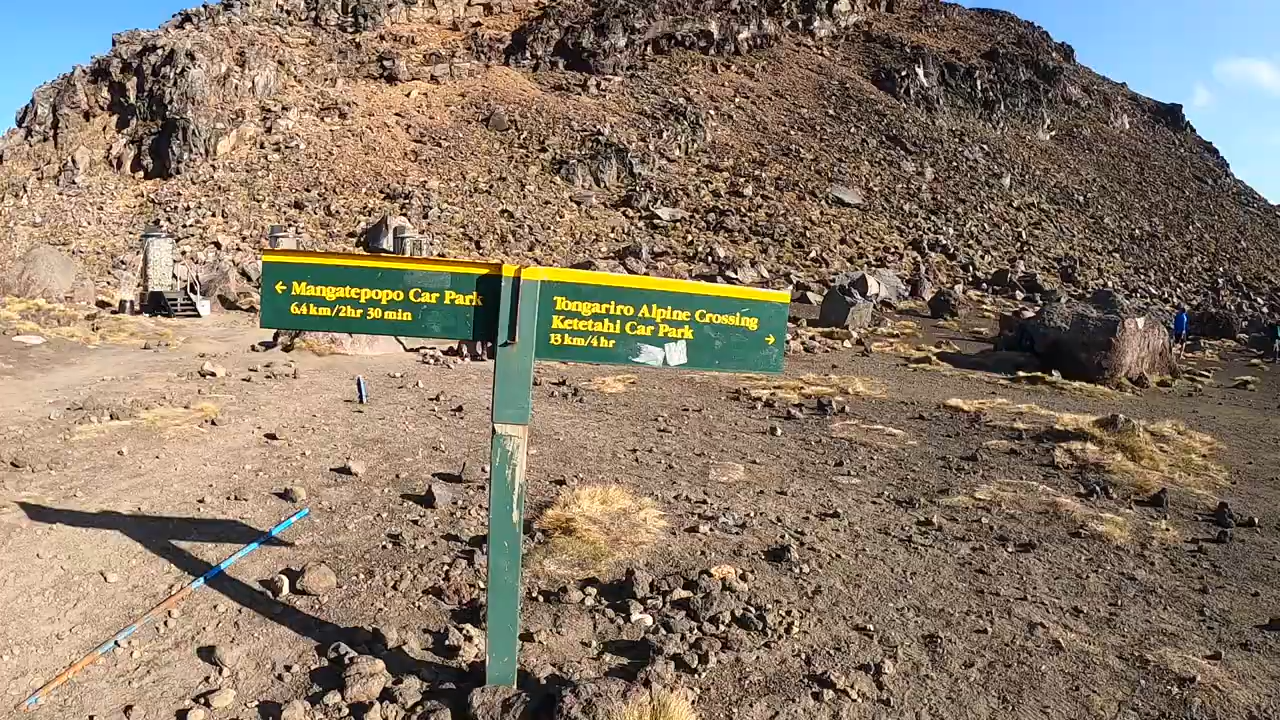 ← Mangatepopo Car Park
6.4 km/2hr 30 min
Tongariro Alpine Crossing
Ketetahi Car Park
13 km/4 hr →